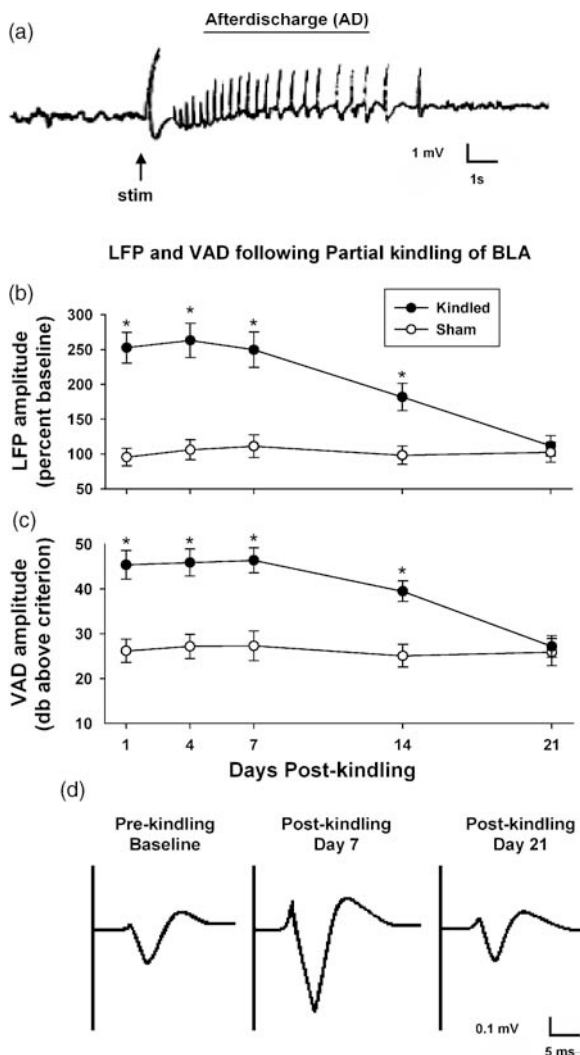 (a)
Afterdischarge (AD)
stim
1 mV
1s
LFP and VAD following Partial kindling of BLA
(b)
Kindled
Sham
LFP amplitude
(percent baseline)
300
250
200
150
100
50
* * * *
(c)
VAD amplitude
(db above criterion)
50
40
30
20
10
* * * *
1 4 7 14 21
Days Post-kindling
(d)
Pre-kindling
Baseline
Post-kindling
Day 7
Post-kindling
Day 21
0.1 mV
5 ms